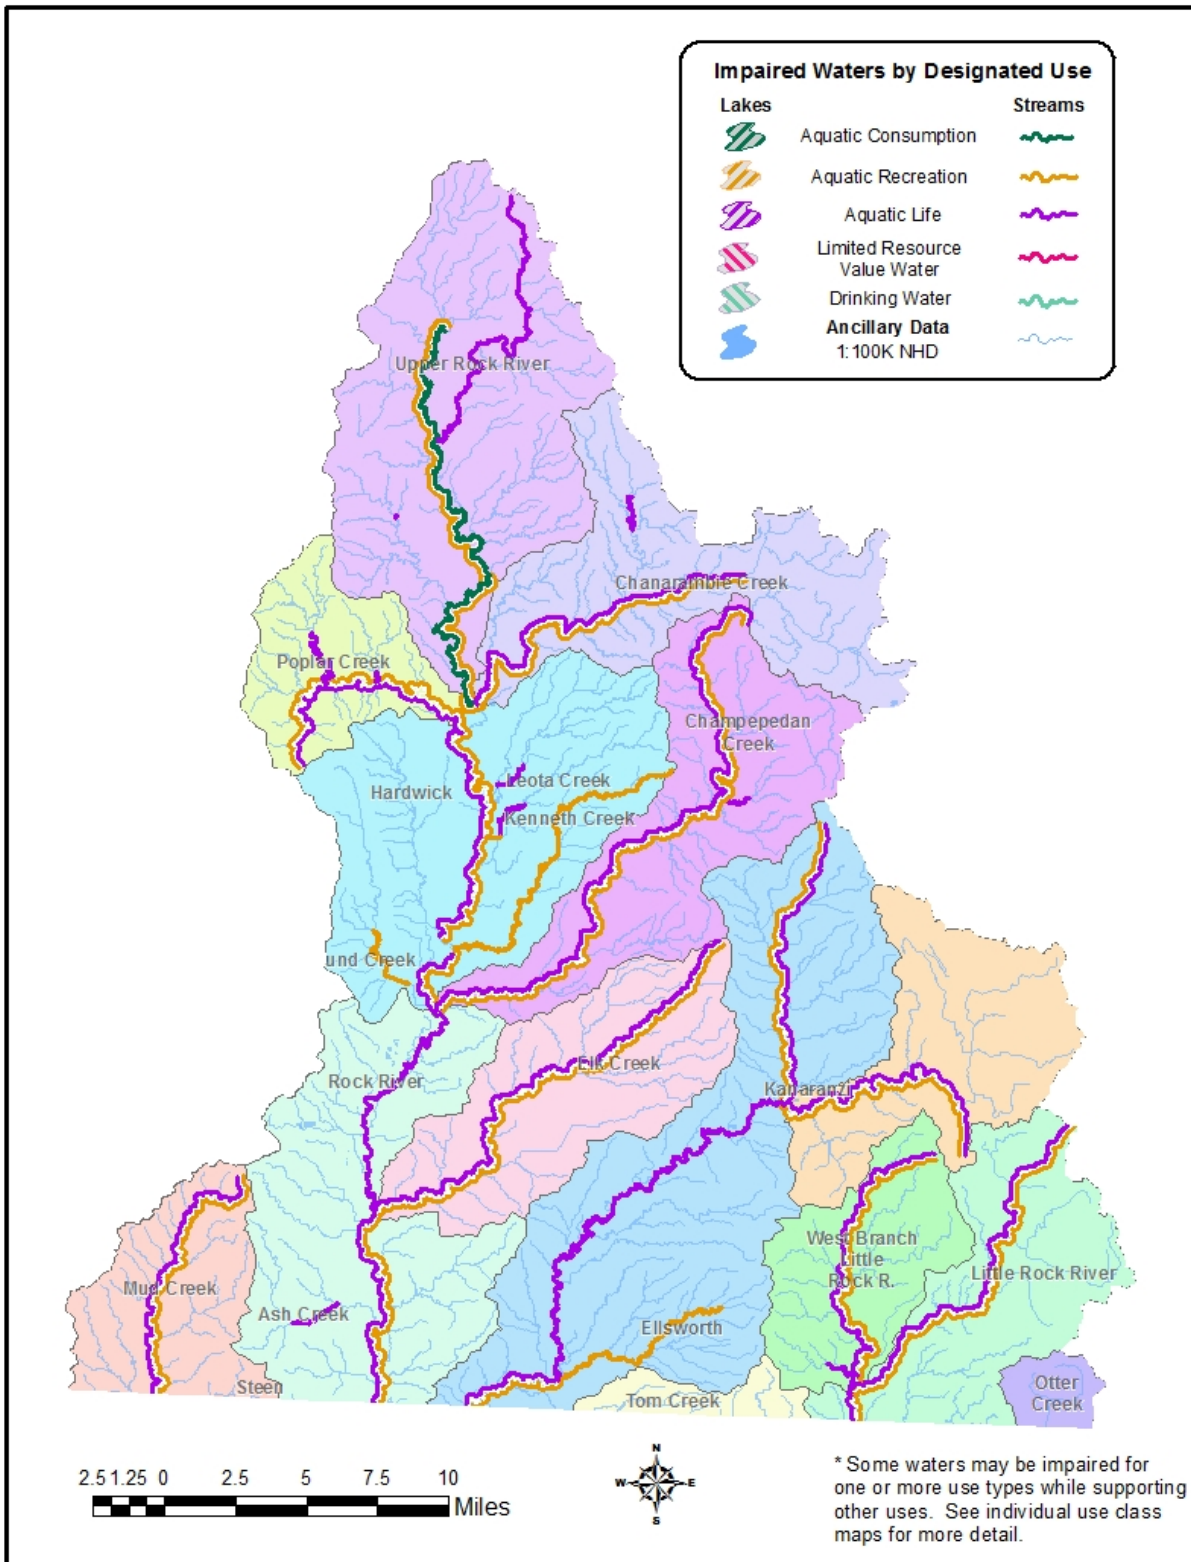 Impaired Waters by Designated Use
Lakes Streams
Aquatic Consumption
Aquatic Recreation
Aquatic Life
Limited Resource
Value Water
Drinking Water
Ancillary Data
1:100K NHD
Upper Rock River
Chanarambie Creek
Poplar Creek
Champepedan
Creek
Leota Creek
Hardwick
Kenneth Creek
und Creek
Elk Creek
Rock River
Kanaranzi
West Branch
Little
Rock R.
Little Rock River
Mud Creek
Ash Creek
Ellsworth
Steen
Tom Creek
Otter
Creek
2.5 1.25 0 2.5 5 7.5 10
Miles
N
W E
S
* Some waters may be impaired for
one or more use types while supporting
other uses. See individual use class
maps for more detail.